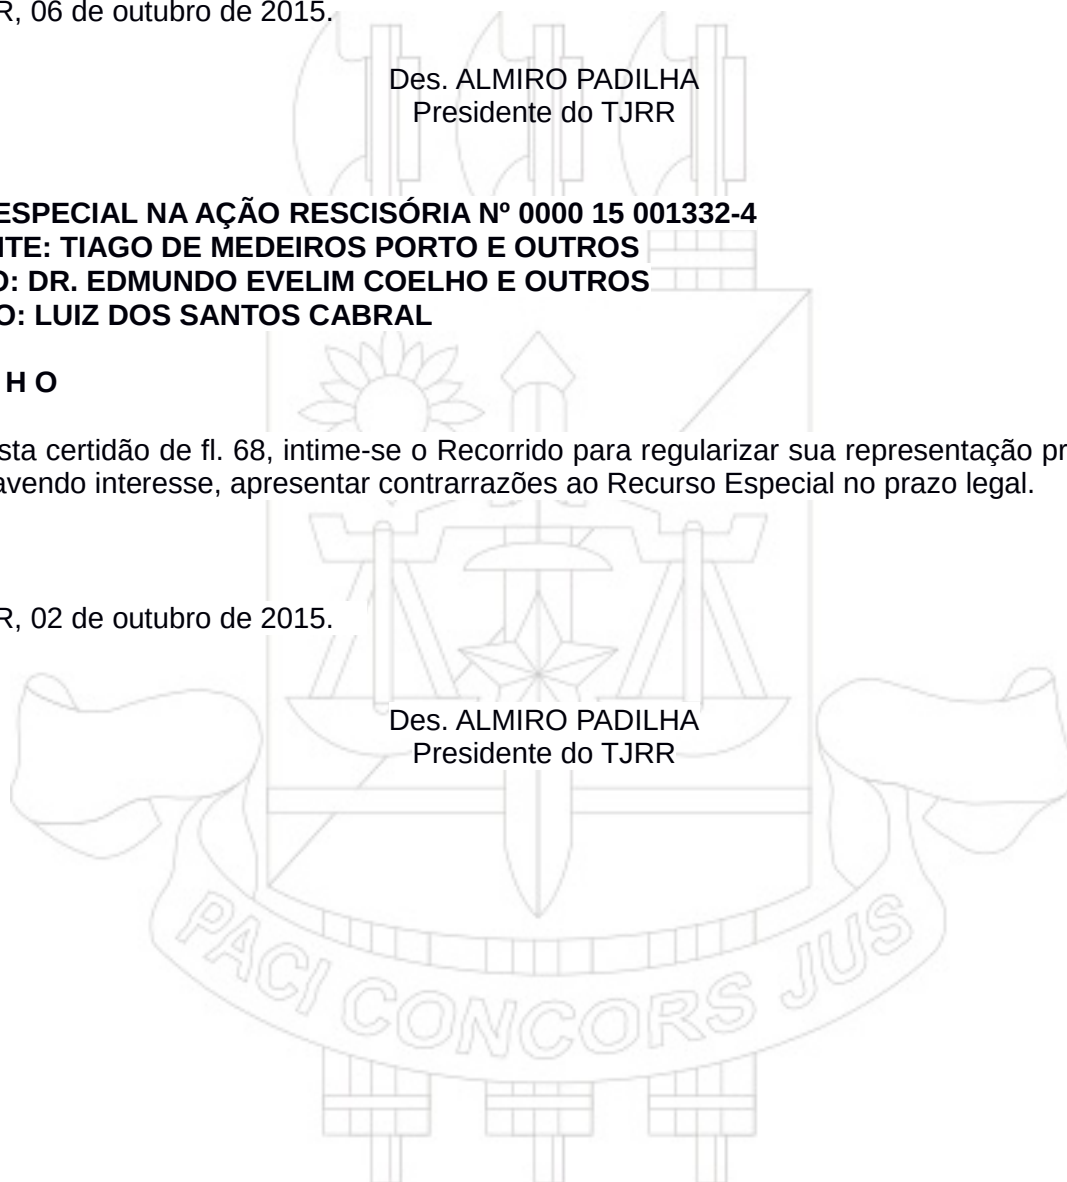 R, 06 de outubro de 2015.
Des. ALMIRO PADILHA
Presidente do TJRR
ESPECIAL NA AÇÃO RESCISÓRIA Nº 0000 15 001332-4
NTE: TIAGO DE MEDEIROS PORTO E OUTROS
O: DR. EDMUNDO EVELIM COELHO E OUTROS
O: LUIZ DOS SANTOS CABRAL
H O
sta certidão de fl. 68, intime-se o Recorrido para regularizar sua representação pr
avendo interesse, apresentar contrarrazões ao Recurso Especial no prazo legal.
R, 02 de outubro de 2015.
Des. ALMIRO PADILHA
Presidente do TJRR
PACI CONCORS JUS